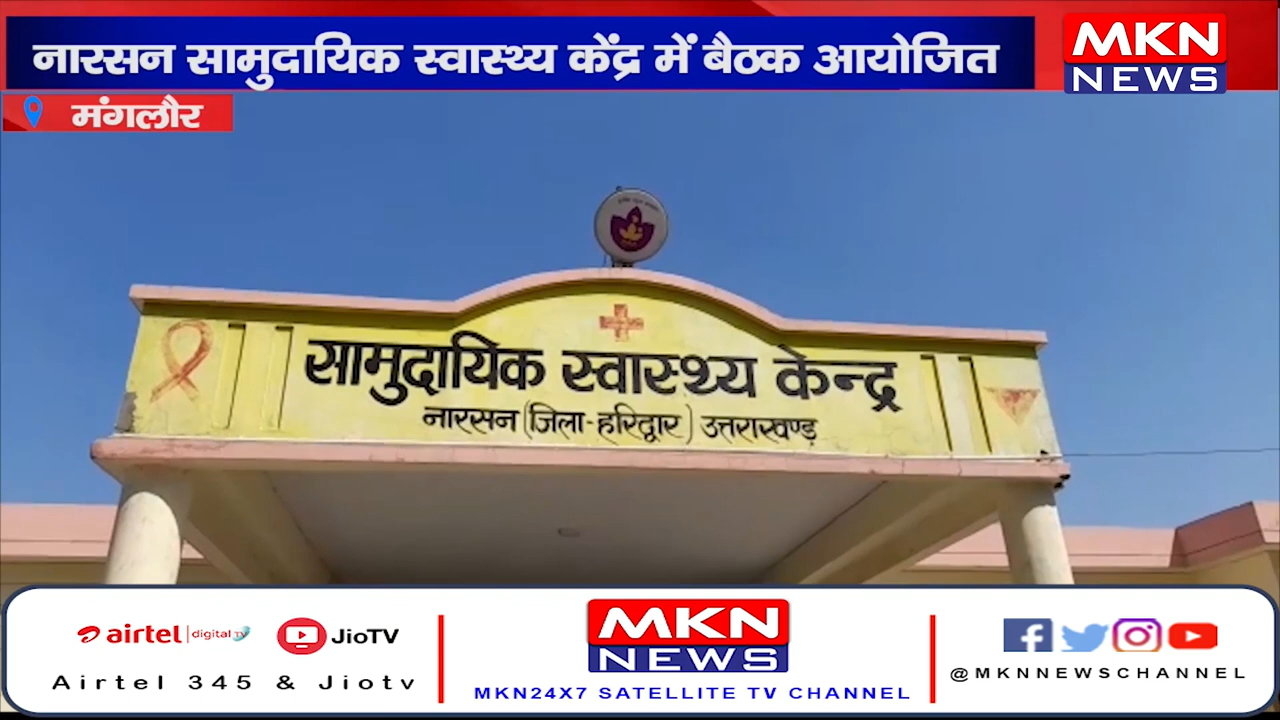 नारसन सामुदायिक स्वास्थ्य केंद्र में बैठक आयोजित
MKN
NEWS
मंगलौर
सामुदायिक स्वास्थ्य केन्द्र
नारसन (जिला-हरिद्वार) उत्तराखण्ड़
airtel digital TV
JioTV
Airtel 345 & Jiotv
MKN
NEWS
MKN24X7 SATELLITE TV CHANNEL
@MKNNEWSCHANNEL